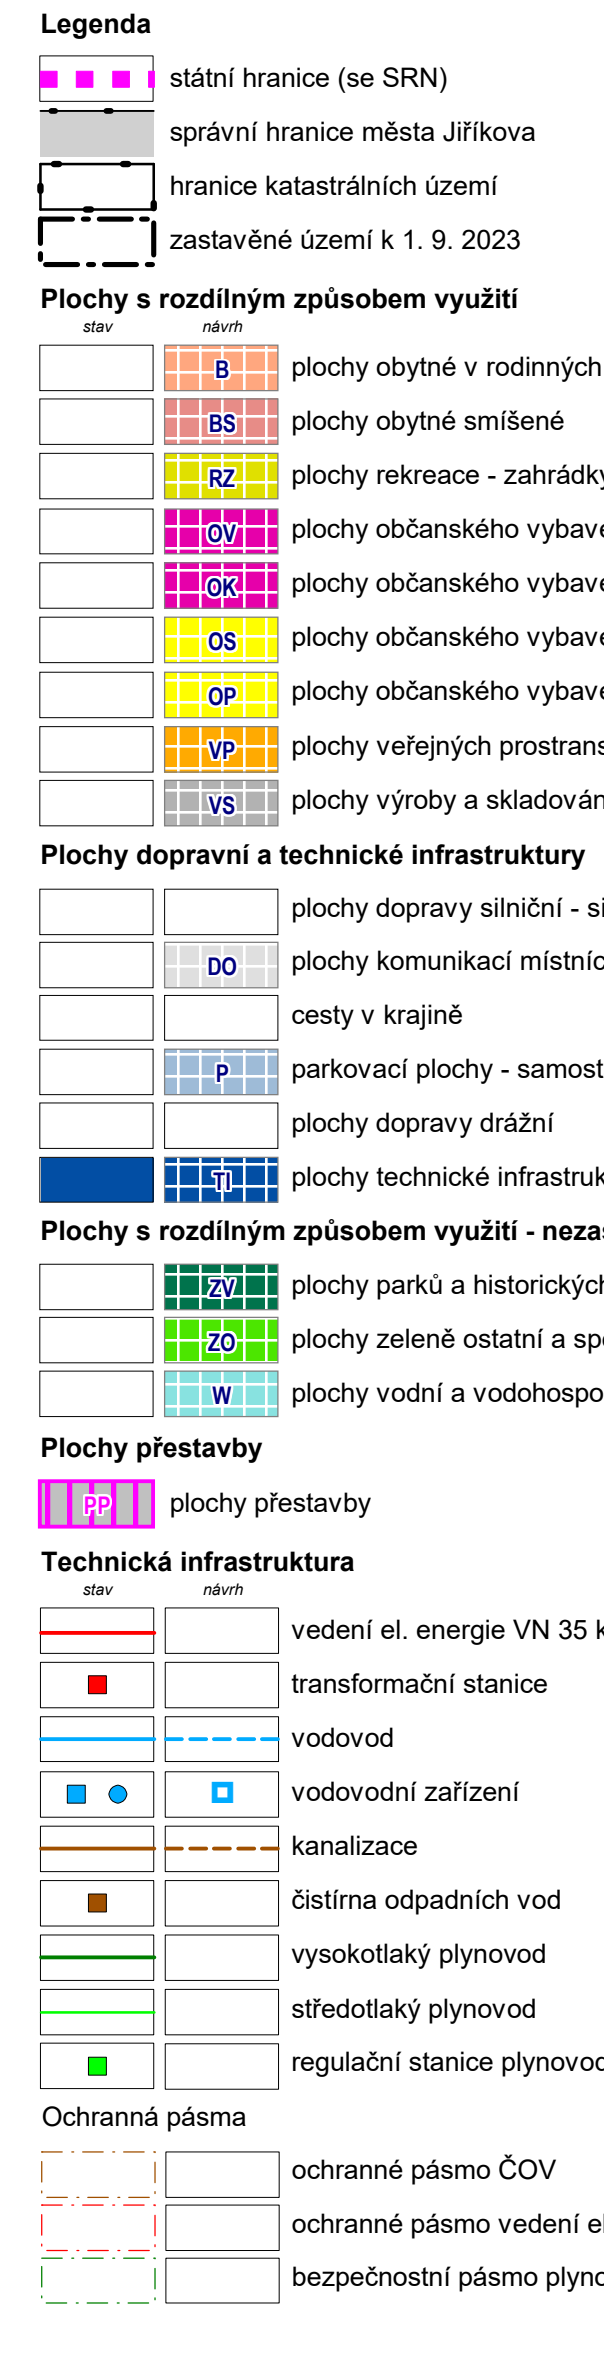 Legenda
státní hranice (se SRN)
správní hranice města Jiříkova
hranice katastrálních území
zastavěné území k 1. 9. 2023
Plochy s rozdílným způsobem využití
stav návrh
B plochy obytné v rodinných
BS plochy obytné smíšené
RZ plochy rekreace - zahrádky
OV plochy občanského vybave
OK plochy občanského vybave
OS plochy občanského vybave
OP plochy občanského vybave
VP plochy veřejných prostrans
VS plochy výroby a skladován
Plochy dopravní a technické infrastruktury
plochy dopravy silniční - si
DO plochy komunikací místníc
cesty v krajině
P parkovací plochy - samost
plochy dopravy drážní
TI plochy technické infrastruk
Plochy s rozdílným způsobem využití - nezas
ZV plochy parků a historických
ZO plochy zeleně ostatní a spe
W plochy vodní a vodohospo
Plochy přestavby
PP plochy přestavby
Technická infrastruktura
stav návrh
vedení el. energie VN 35 k
transformační stanice
vodovod
vodovodní zařízení
kanalizace
čistírna odpadních vod
vysokotlaký plynovod
středotlaký plynovod
regulační stanice plynovod
Ochranná pásma
ochranné pásmo ČOV
ochranné pásmo vedení el
bezpečnostní pásmo plyno